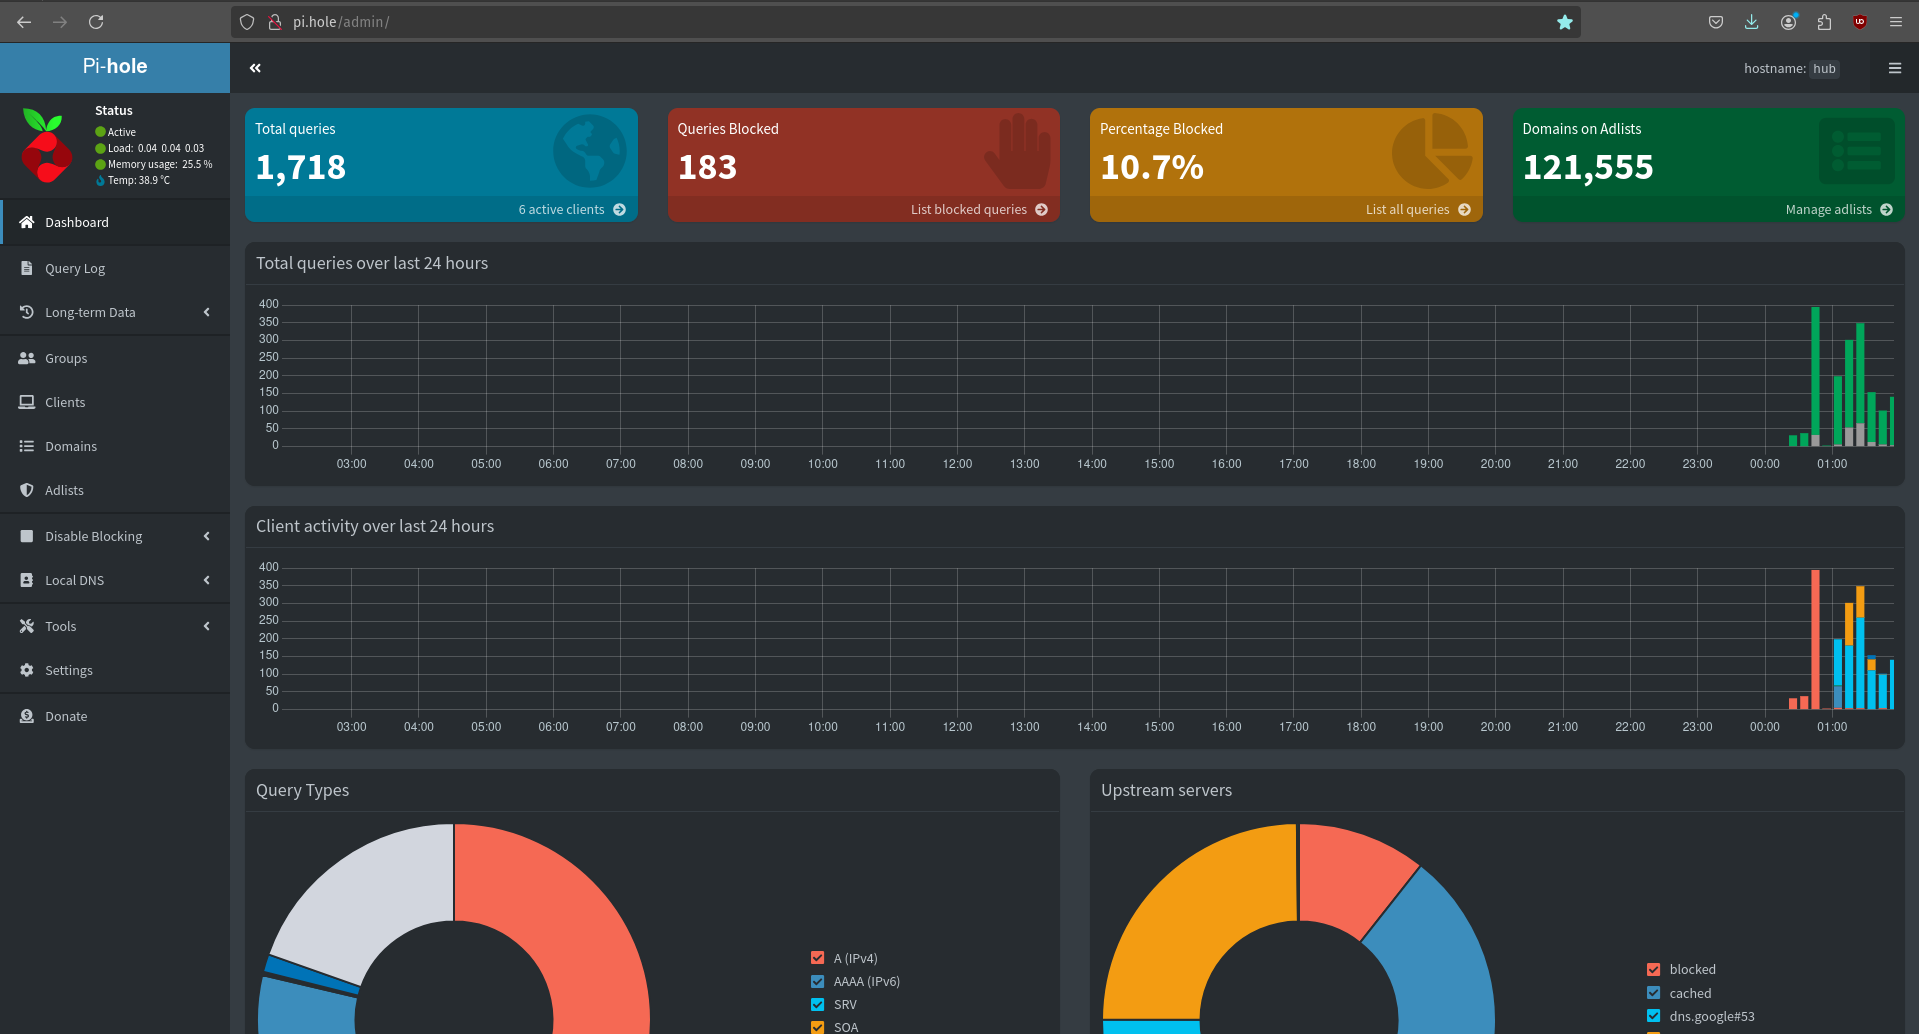 pi.hole/admin/
Pi-hole
hostname: hub
Status
Active
Load: 0.04 0.04 0.03
Memory usage: 25.5 %
Temp: 38.9 °C
Dashboard
Query Log
Long-term Data
Groups
Clients
Domains
Adlists
Disable Blocking
Local DNS
Tools
Settings
Donate
Total queries
1,718
6 active clients
Queries Blocked
183
List blocked queries
Percentage Blocked
10.7%
List all queries
Domains on Adlists
121,555
Manage adlists
Total queries over last 24 hours
400
350
300
250
200
150
100
50
0
03:00 04:00 05:00 06:00 07:00 08:00 09:00 10:00 11:00 12:00 13:00 14:00 15:00 16:00 17:00 18:00 19:00 20:00 21:00 22:00 23:00 00:00 01:00
Client activity over last 24 hours
400
350
300
250
200
150
100
50
0
03:00 04:00 05:00 06:00 07:00 08:00 09:00 10:00 11:00 12:00 13:00 14:00 15:00 16:00 17:00 18:00 19:00 20:00 21:00 22:00 23:00 00:00 01:00
Query Types
A (IPv4)
AAAA (IPv6)
SRV
SOA
Upstream servers
blocked
cached
dns.google#53